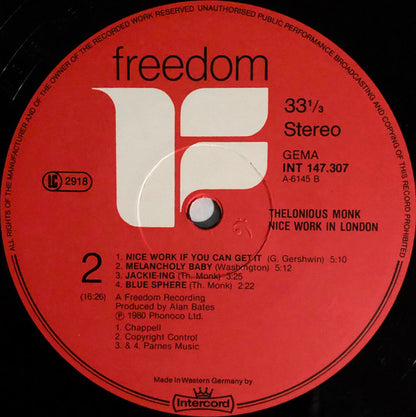 ALL RIGHTS OF THE MANUFACTURER AND OF THE OWNER OF THE RECORDED WORK RESERVED UNAUTHORISED PUBLIC PERFORMANCE BROADCASTING AND COPYING OF THIS RECORD PROHIBITED
freedom
33 1/3
Stereo
GEMA
INT 147.307
A-6145 B
LC 2918
THELONIOUS MONK
NICE WORK IN LONDON
2
(16:26)
1. NICE WORK IF YOU CAN GET IT (G. Gershwin) 5:10
2. MELANCHOLY BABY (Washington) 5:12
3. JACKIE-ING (Th. Monk) 3:22
4. BLUE SPHERE (Th. Monk) 2:22
A Freedom Recording
Produced by Alan Bates
℗ 1980 Phonoco Ltd.
1. Chappell
2. Copyright Control
3. & 4. Parnes Music
Made in Western Germany by
Intercord